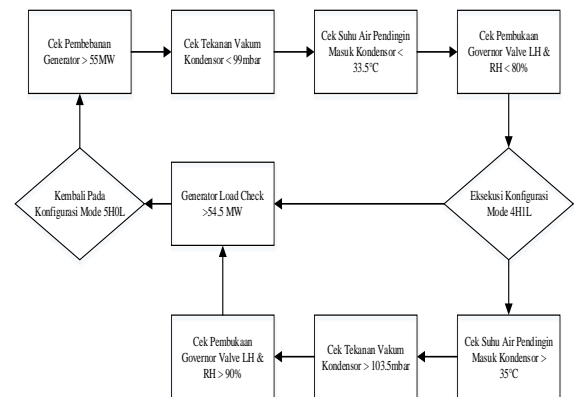 Cek Pembebanan
Generator > 55MW
Cek Tekanan Vakum
Kondensor < 99mbar
Cek Suhu Air Pendingin
Masuk Kondensor <
33.5°C
Cek Pembukaan
Governor Valve LH &
RH < 80%
Kembali Pada
Konfigurasi Mode 5H0L
Generator Load Check
>54.5 MW
Eksekusi Konfigurasi
Mode 4H1L
Cek Pembukaan
Governor Valve LH &
RH > 90%
Cek Tekanan Vakum
Kondensor > 103.5mbar
Cek Suhu Air Pendingin
Masuk Kondensor >
35°C